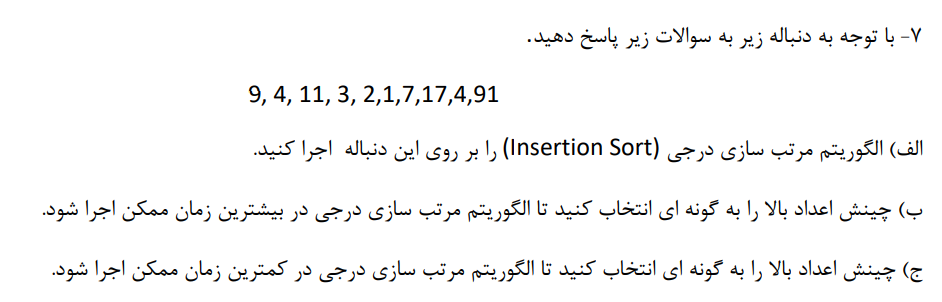 ۷- با توجه به دنباله زیر به سوالات زیر پاسخ دهید.
9, 4, 11, 3, 2,1,7,17,4,91
الف) الگوریتم مرتب سازی درجی (Insertion Sort) را بر روی این دنباله اجرا کنید.
ب) چینش اعداد بالا را به گونه ای انتخاب کنید تا الگوریتم مرتب سازی درجی در بیشترین زمان ممکن اجرا شود.
ج) چینش اعداد بالا را به گونه ای انتخاب کنید تا الگوریتم مرتب سازی درجی در کمترین زمان ممکن اجرا شود.